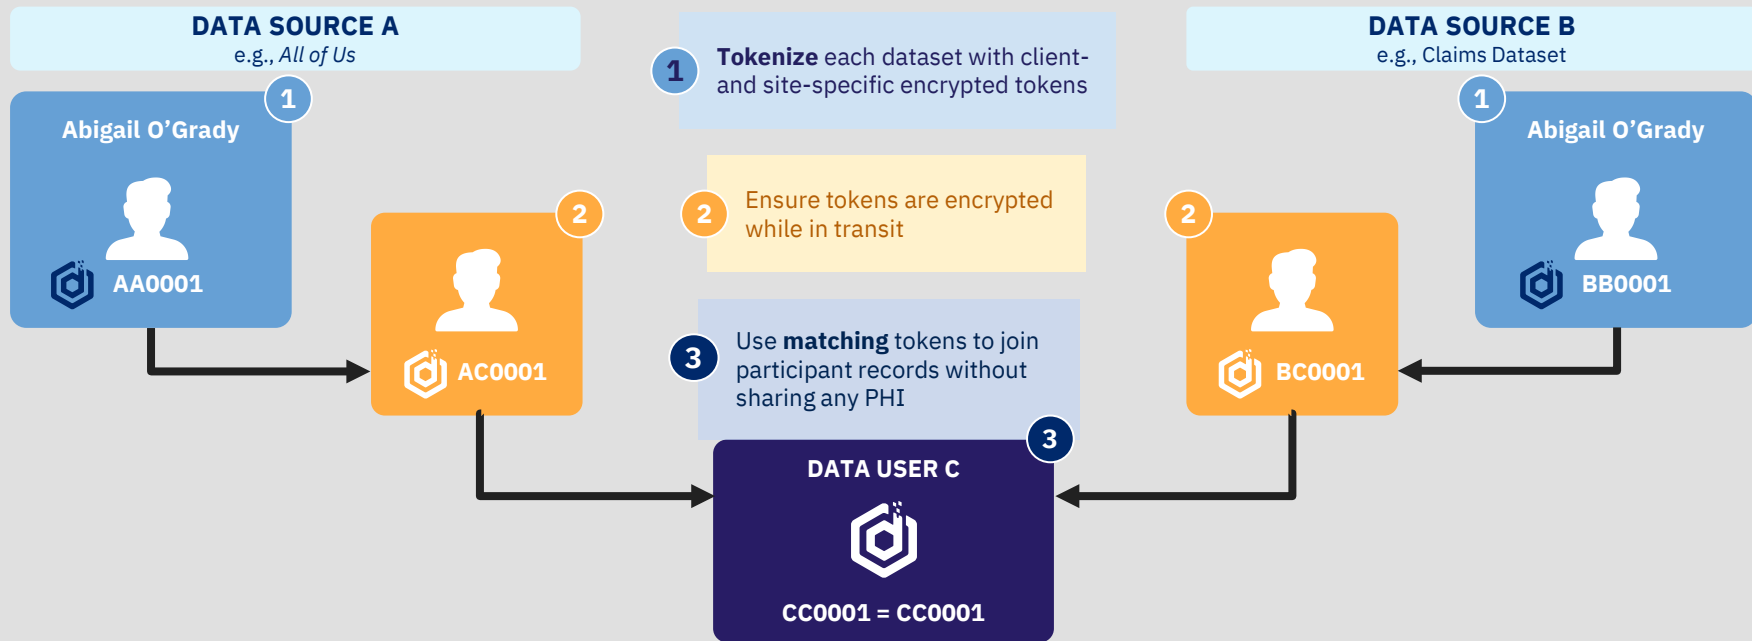 DATA SOURCE A
e.g., All of Us
1
Abigail O’Grady
AA0001
2
AC0001
1
Tokenize each dataset with client-
and site-specific encrypted tokens
2
Ensure tokens are encrypted
while in transit
3
Use matching tokens to join
participant records without
sharing any PHI
DATA SOURCE B
e.g., Claims Dataset
1
Abigail O’Grady
BB0001
2
BC0001
3
DATA USER C
CC0001 = CC0001